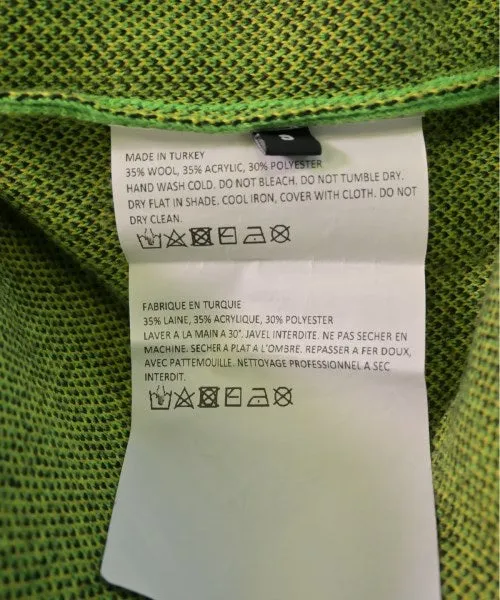 MADE IN TURKEY
35% WOOL, 35% ACRYLIC, 30% POLYESTER
HAND WASH COLD. DO NOT BLEACH. DO NOT TUMBLE DRY.
DRY FLAT IN SHADE. COOL IRON, COVER WITH CLOTH. DO NOT
DRY CLEAN.
FABRIQUE EN TURQUIE
35% LAINE, 35% ACRYLIQUE, 30% POLYESTER
LAVER A LA MAIN A 30°. JAVEL INTERDITE. NE PAS SECHER EN
MACHINE. SECHER A PLAT A L'OMBRE. REPASSER A FER DOUX,
AVEC PATTEMOUILLE. NETTOYAGE PROFESSIONNEL A SEC
INTERDIT.